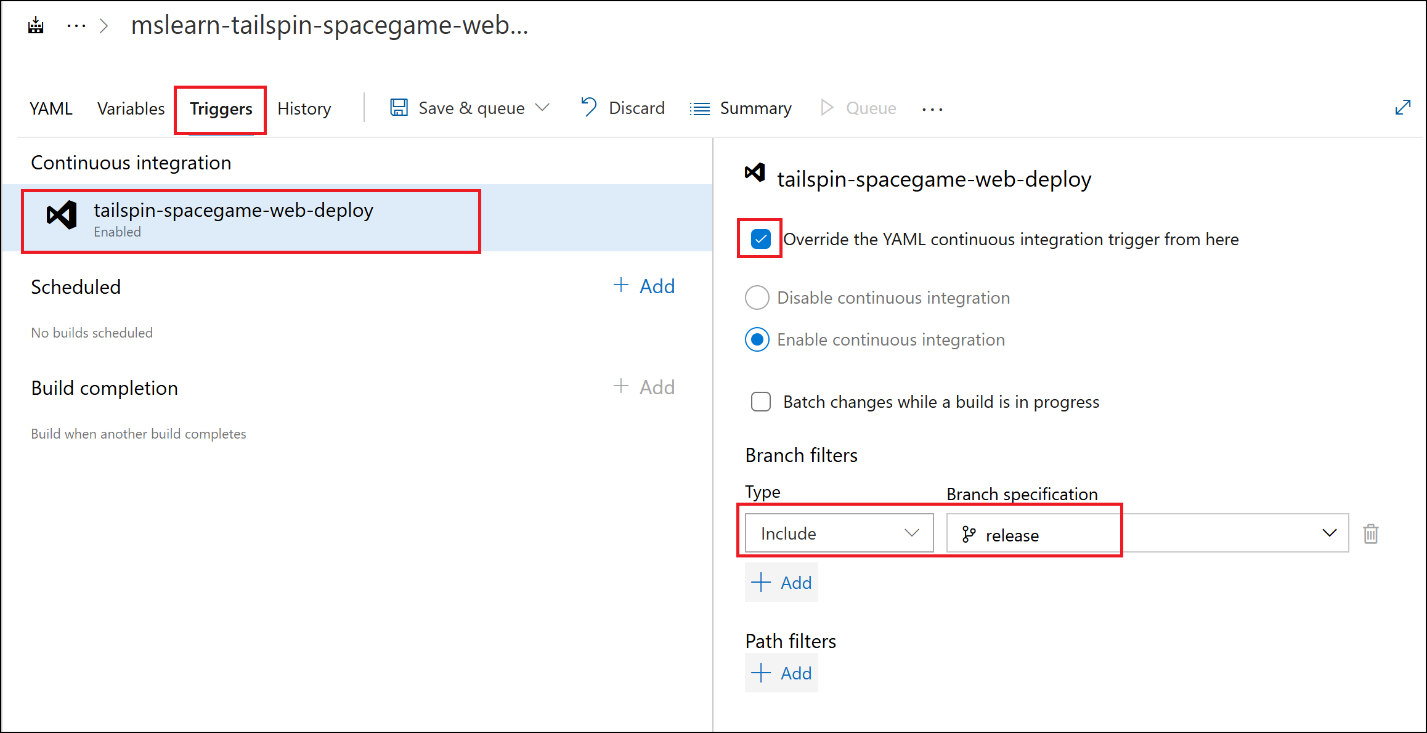 ... > mslearn-tailspin-spacegame-web...
YAML Variables Triggers History Save & queue Discard Summary Queue ...
Continuous integration
tailspin-spacegame-web-deploy
Enabled
Scheduled + Add
No builds scheduled
Build completion + Add
Build when another build completes
tailspin-spacegame-web-deploy
Override the YAML continuous integration trigger from here
Disable continuous integration
Enable continuous integration
Batch changes while a build is in progress
Branch filters
Type Branch specification
Include release
+ Add
Path filters
+ Add